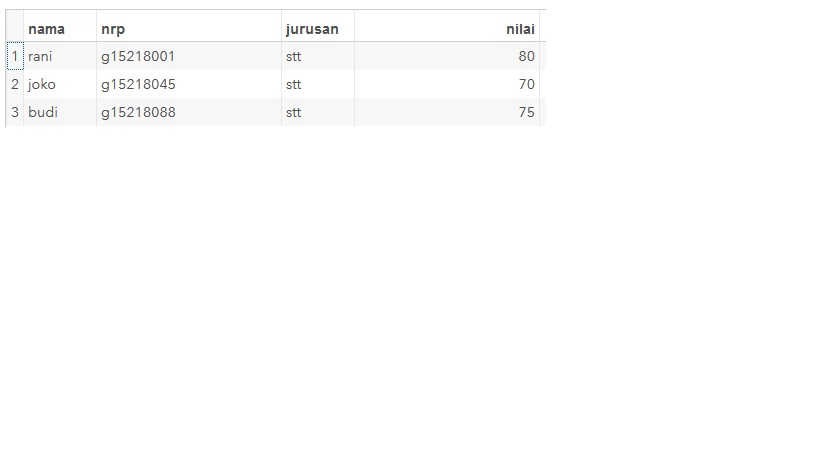 nama nrp jurusan nilai
1 rani g15218001 stt 80
2 joko g15218045 stt 70
3 budi g15218088 stt 75